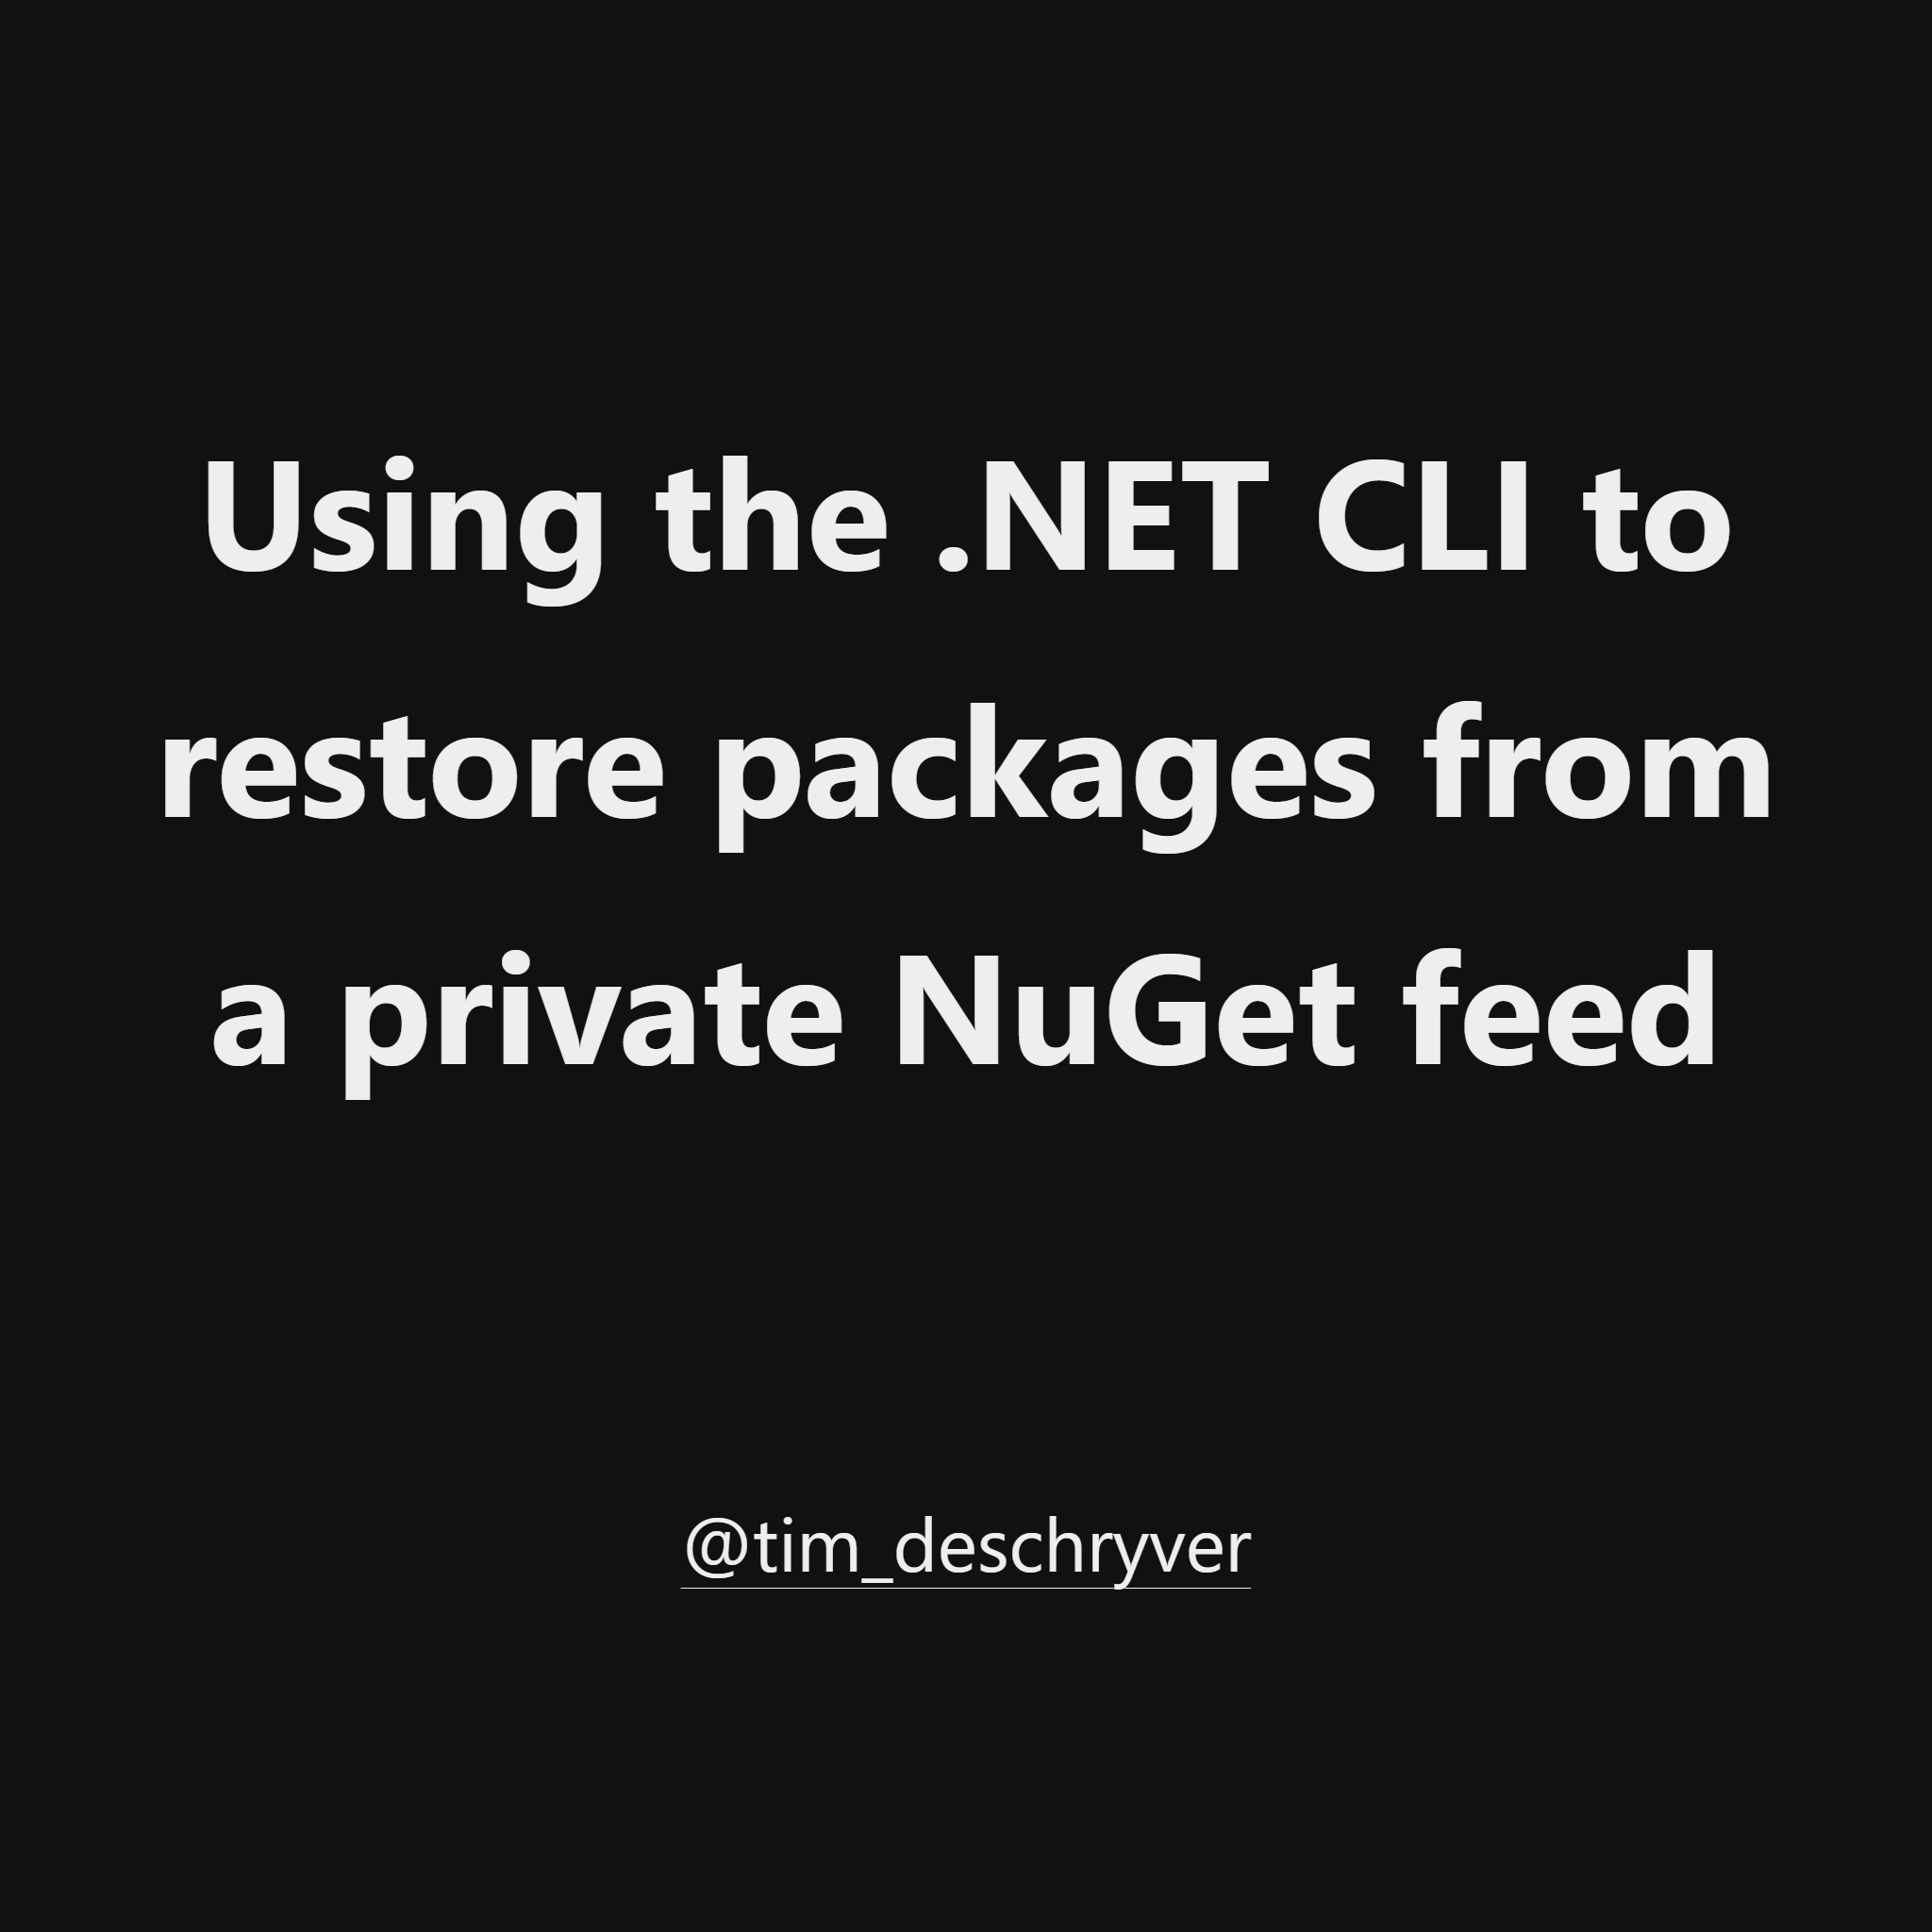 Using the .NET CLI to
restore packages from
a private NuGet feed
@tim_deschryver